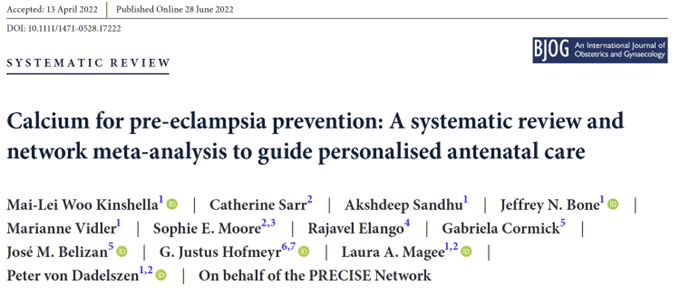 Accepted: 13 April 2022 | Published Online 28 June 2022
DOI: 10.1111/1471-0528.17222
BJOG An International Journal of
Obstetrics and Gynaecology
SYSTEMATIC REVIEW
Calcium for pre-eclampsia prevention: A systematic review and
network meta-analysis to guide personalised antenatal care
Mai-Lei Woo Kinshella1 | Catherine Sarr2 | Akshdeep Sandhu1 | Jeffrey N. Bone1 |
Marianne Vidler1 | Sophie E. Moore2,3 | Rajavel Elango4 | Gabriela Cormick5 |
José M. Belizan5 | G. Justus Hofmeyr6,7 | Laura A. Magee1,2 |
Peter von Dadelszen1,2 | On behalf of the PRECISE Network